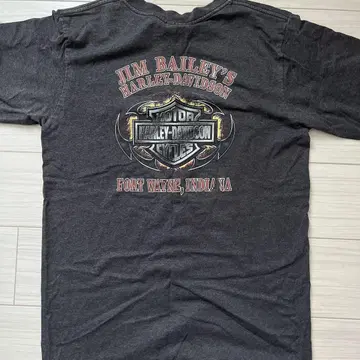 JIM BAILEY'S
HARLEY-DAVIDSON
MOTOR
HARLEY-DAVIDSON
CYCLES
FORT WAYNE, INDIANA